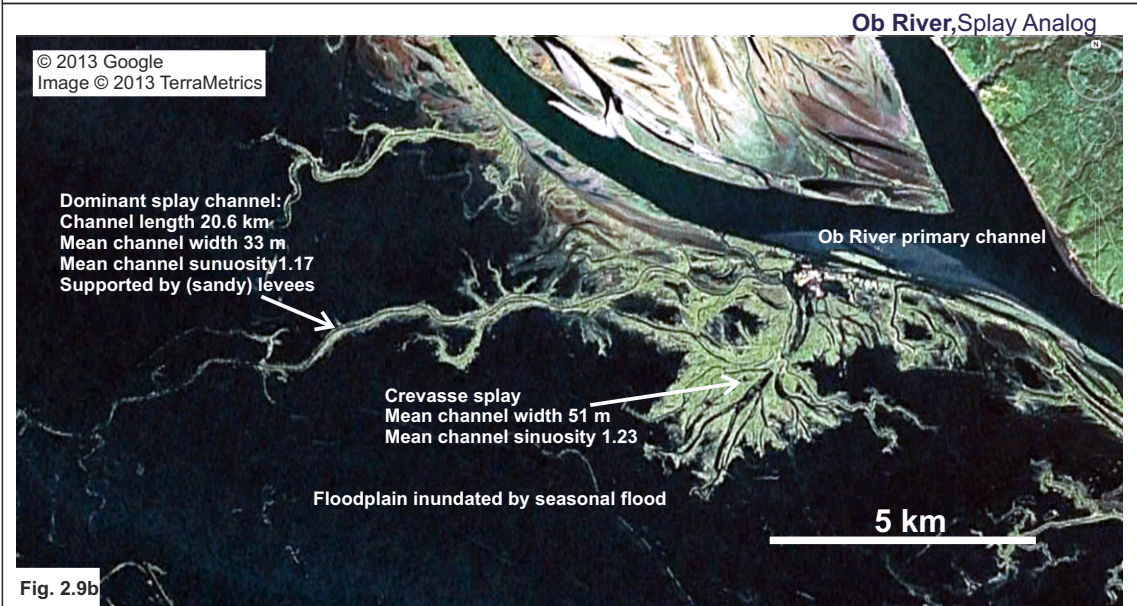 Ob River,Splay Analog
© 2013 Google
Image © 2013 TerraMetrics
Dominant splay channel:
Channel length 20.6 km
Mean channel width 33 m
Mean channel sunuosity1.17
Supported by (sandy) levees
Ob River primary channel
Crevasse splay
Mean channel width 51 m
Mean channel sinuosity 1.23
Floodplain inundated by seasonal flood
5 km
Fig. 2.9b
N